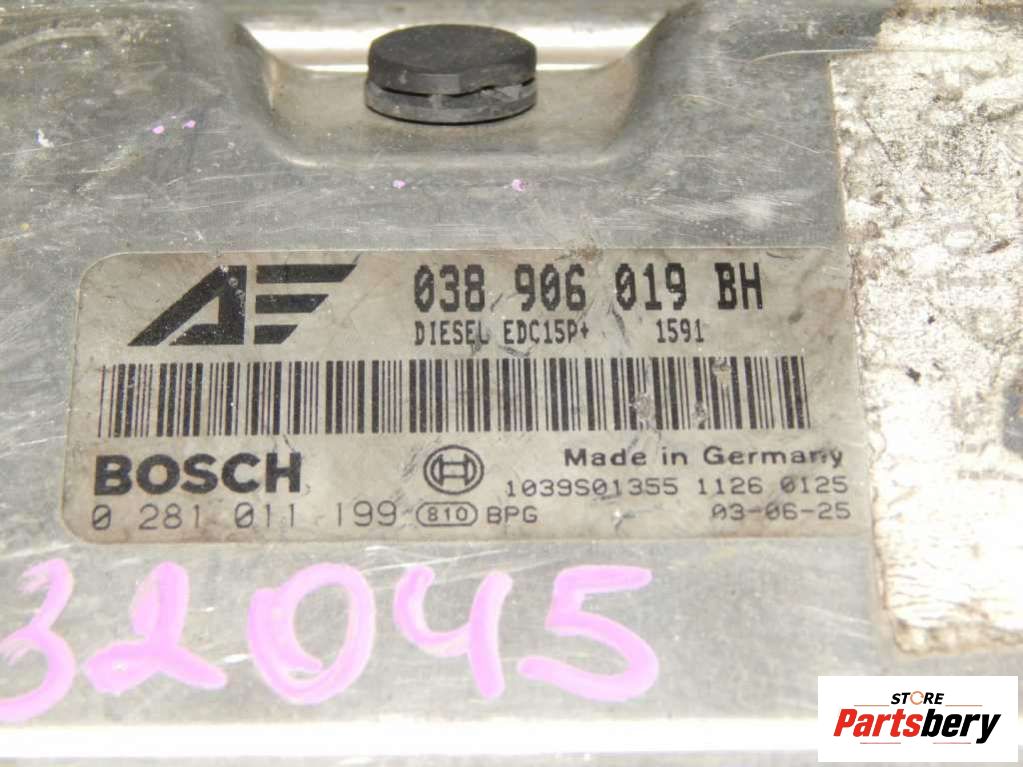 AE 038 906 019 BH
DIESEL EDC15P+ 1591
BOSCH Made in Germany
1039S01355 1126 0125
0 281 011 199 810 BPG 03-06-25
32045
STORE
Partsbery